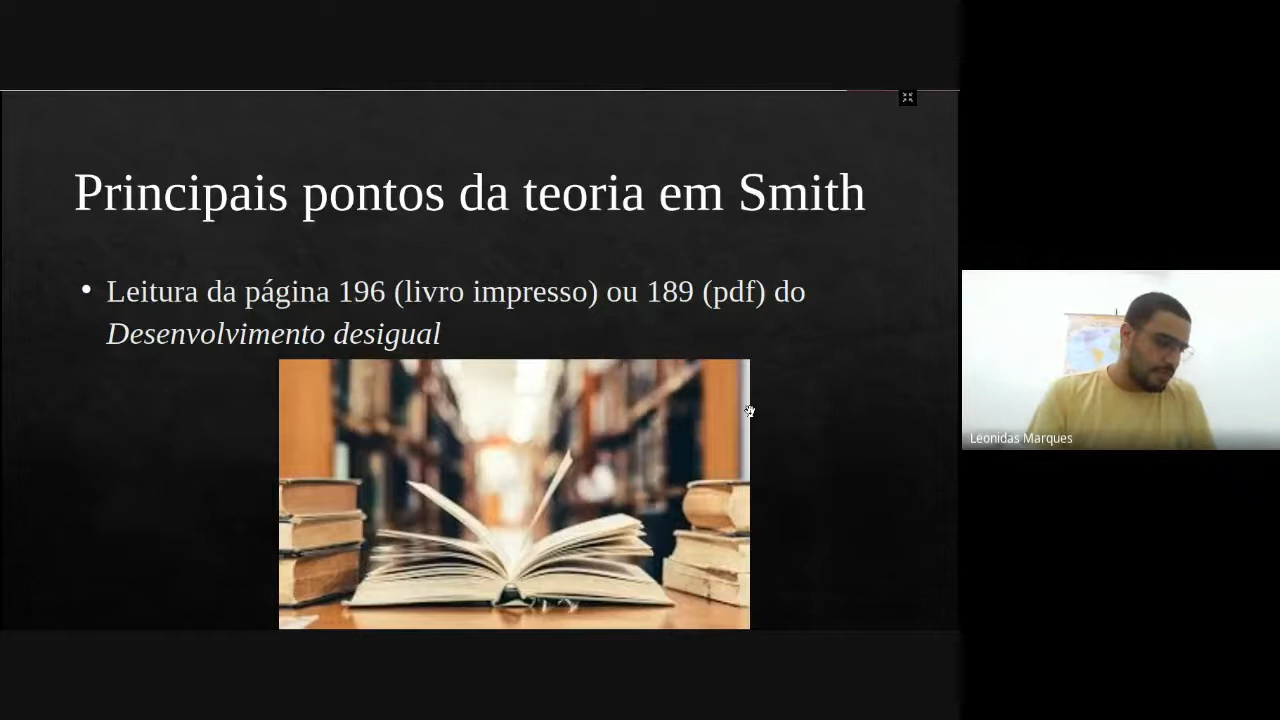 Principais pontos da teoria em Smith
• Leitura da página 196 (livro impresso) ou 189 (pdf) do
Desenvolvimento desigual
Leonidas Marques